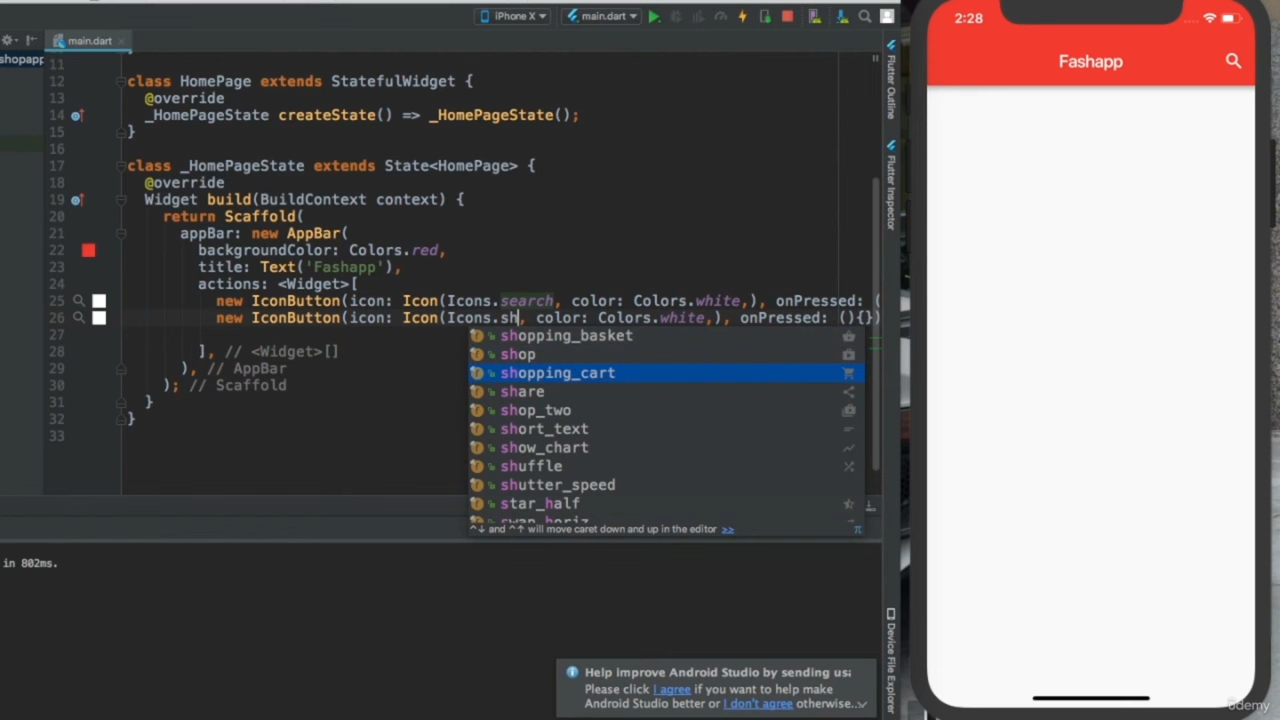 iPhone X
main.dart
2:28
shopapp
main.dart
Fashapp
11
12 class HomePage extends StatefulWidget {
13 @override
14 _HomePageState createState() => _HomePageState();
15 }
16
17 class _HomePageState extends State<HomePage> {
18 @override
19 Widget build(BuildContext context) {
20 return Scaffold(
21 appBar: new AppBar(
22 backgroundColor: Colors.red,
23 title: Text('Fashapp'),
24 actions: <Widget>[
25 new IconButton(icon: Icon(Icons.search, color: Colors.white,), onPressed: (
26 new IconButton(icon: Icon(Icons.sh, color: Colors.white,), onPressed: (){})
27
28 ], // <Widget>[]
29 ), // AppBar
30 ); // Scaffold
31 }
32 }
33
shopping_basket
shop
shopping_cart
share
shop_two
short_text
show_chart
shuffle
shutter_speed
star_half
swap_horiz
^↓ and ^↑ will move caret down and up in the editor >>
π
in 802ms.
Flutter Outline
Flutter Inspector
Device File Explorer
Help improve Android Studio by sending us
Please click I agree if you want to help make
Android Studio better or I don't agree otherwise...
ûdemy